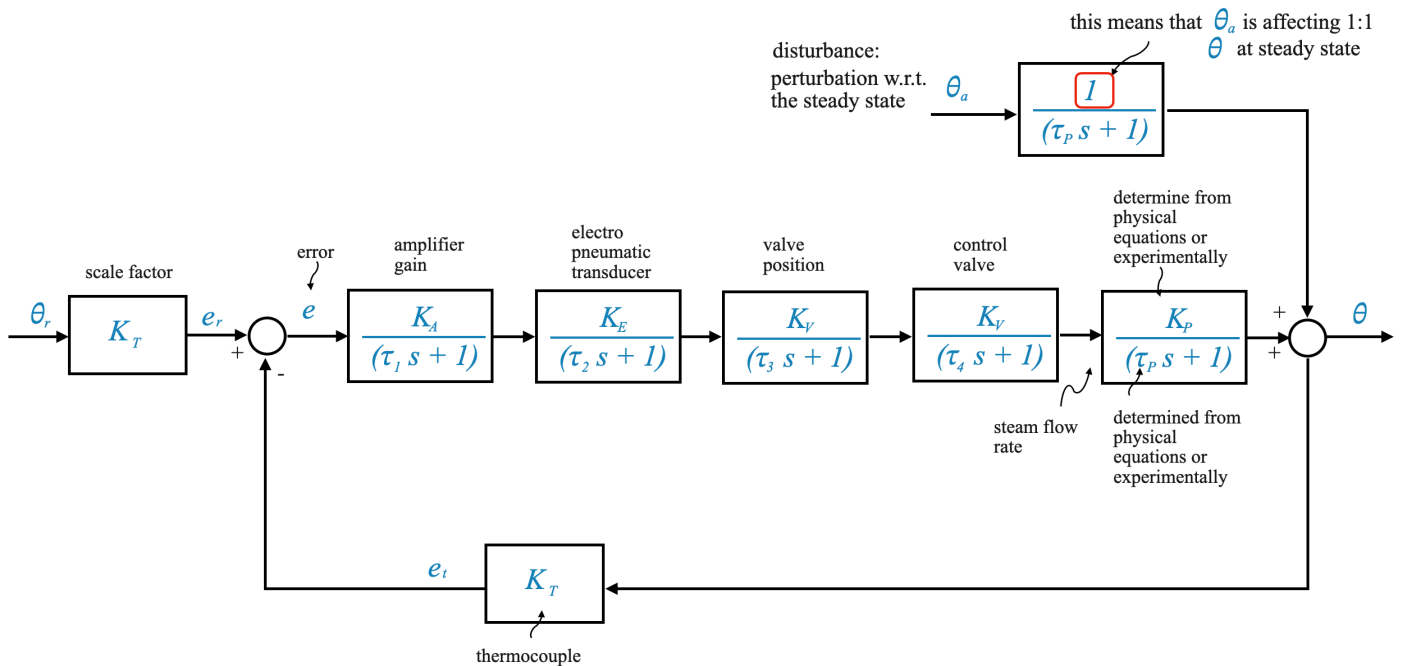 this means that θa is affecting 1:1
θ at steady state
disturbance:
perturbation w.r.t.
the steady state
θa
1
(τP s + 1)
determine from
physical
equations or
experimentally
electro
pneumatic
transducer
amplifier
gain
valve
position
control
valve
error
scale factor
θr
KT
er
+
-
e
KA
(τ1 s + 1)
KE
(τ2 s + 1)
KV
(τ3 s + 1)
KV
(τ4 s + 1)
KP
(τP s + 1)
+
+
θ
steam flow
rate
determined from
physical
equations or
experimentally
et
KT
thermocouple